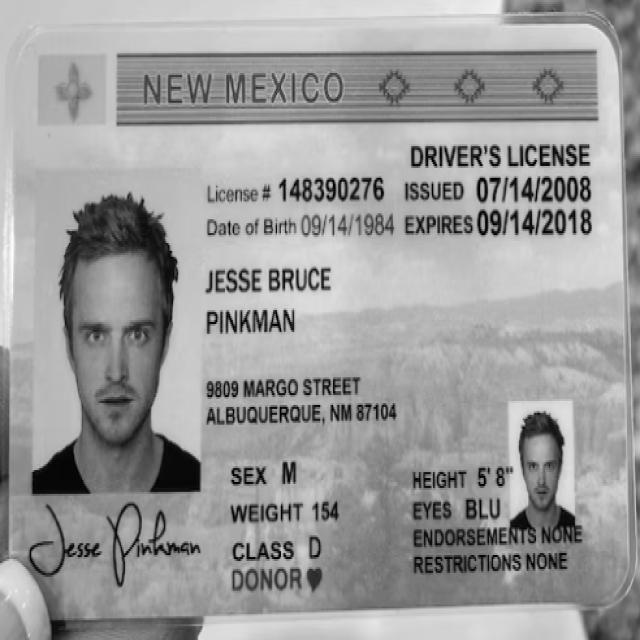 NEW MEXICO
DRIVER'S LICENSE
License # 148390276 ISSUED 07/14/2008
Date of Birth 09/14/1984 EXPIRES 09/14/2018
JESSE BRUCE
PINKMAN
9809 MARGO STREET
ALBUQUERQUE, NM 87104
SEX M
WEIGHT 154
CLASS D
DONOR
HEIGHT 5' 8"
EYES BLU
ENDORSEMENTS NONE
RESTRICTIONS NONE
Jesse Pinkman